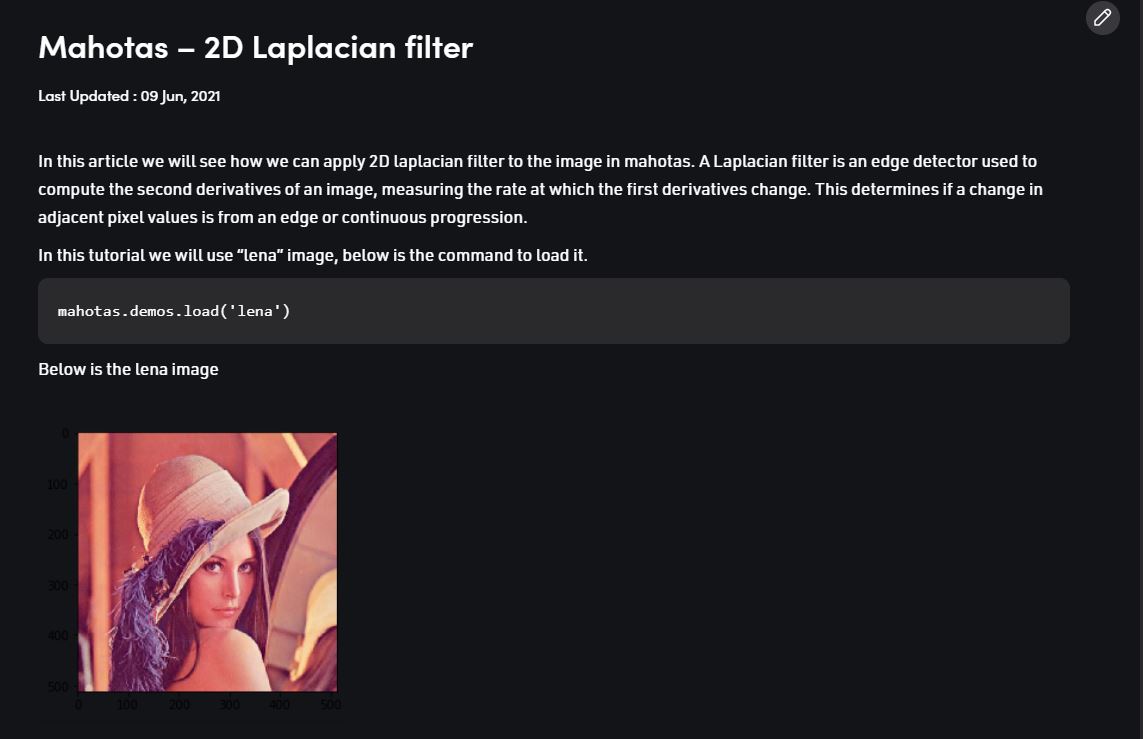 Mahotas – 2D Laplacian filter
Last Updated : 09 Jun, 2021
In this article we will see how we can apply 2D laplacian filter to the image in mahotas. A Laplacian filter is an edge detector used to
compute the second derivatives of an image, measuring the rate at which the first derivatives change. This determines if a change in
adjacent pixel values is from an edge or continuous progression.
In this tutorial we will use “lena” image, below is the command to load it.
mahotas.demos.load('lena')
Below is the lena image
0
100
200
300
400
500
0 100 200 300 400 500